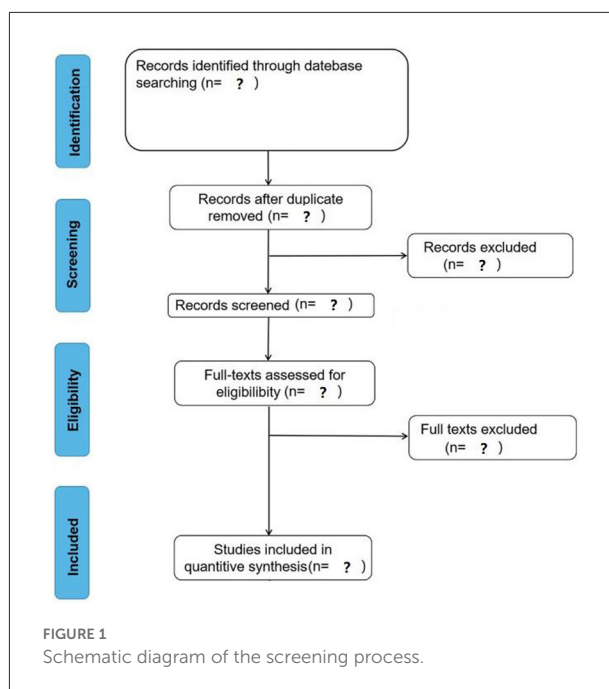 Identification
Records identified through datebase
searching (n= ? )
Screening
Records after duplicate
removed (n= ? )
Records excluded
(n= ? )
Records screened (n= ? )
Eligibility
Full-texts assessed for
eligilibity (n= ? )
Full texts excluded
(n= ? )
Included
Studies included in
quantitive synthesis(n= ? )
FIGURE 1
Schematic diagram of the screening process.